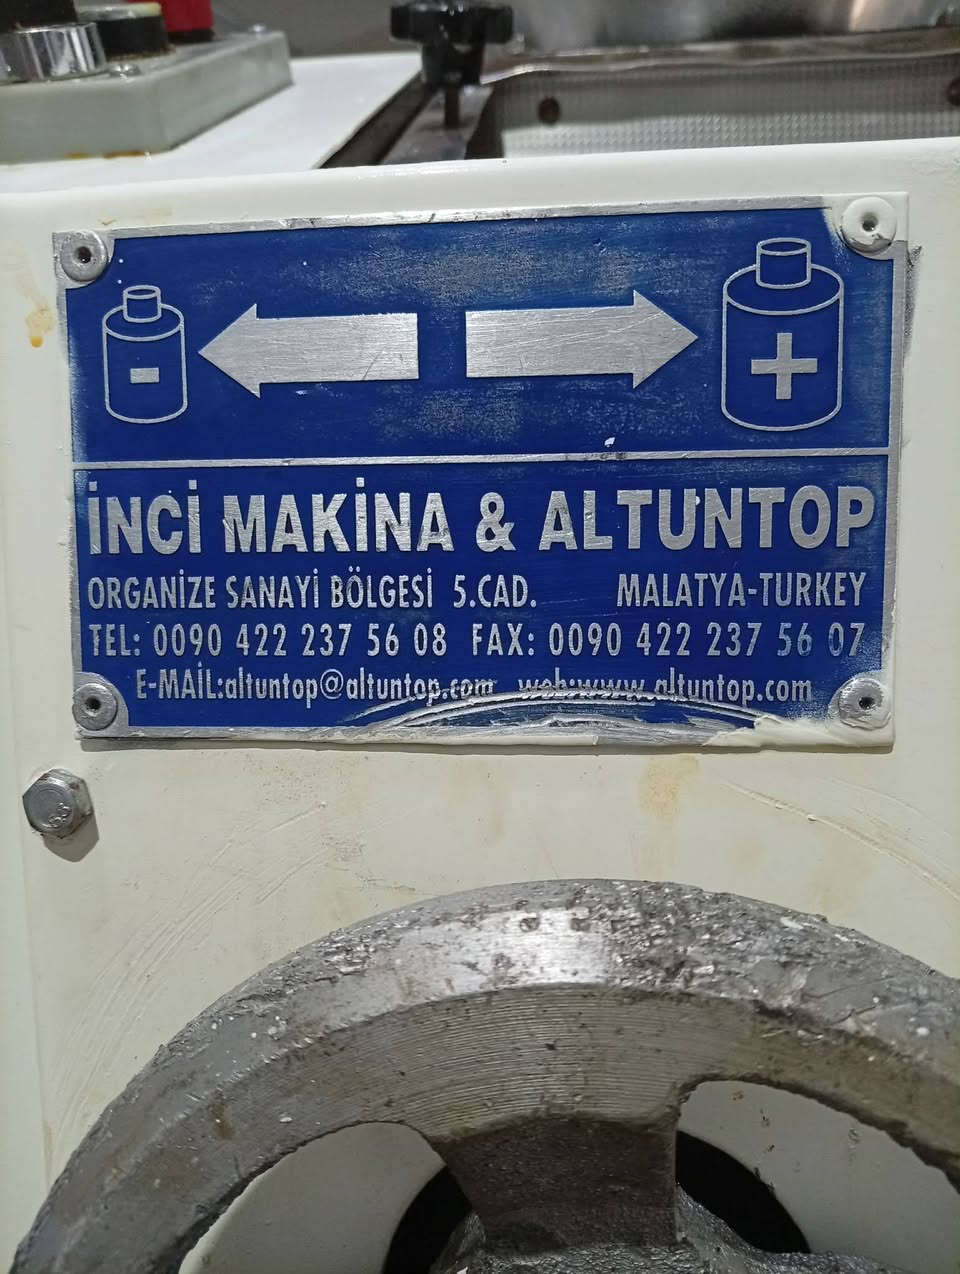 -
+
İNCİ MAKİNA & ALTUNTOP
ORGANİZE SANAYİ BÖLGESİ 5.CAD. MALATYA-TURKEY
TEL: 0090 422 237 56 08 FAX: 0090 422 237 56 07
E-MAİL:altuntop@altuntop.com web:www.altuntop.com